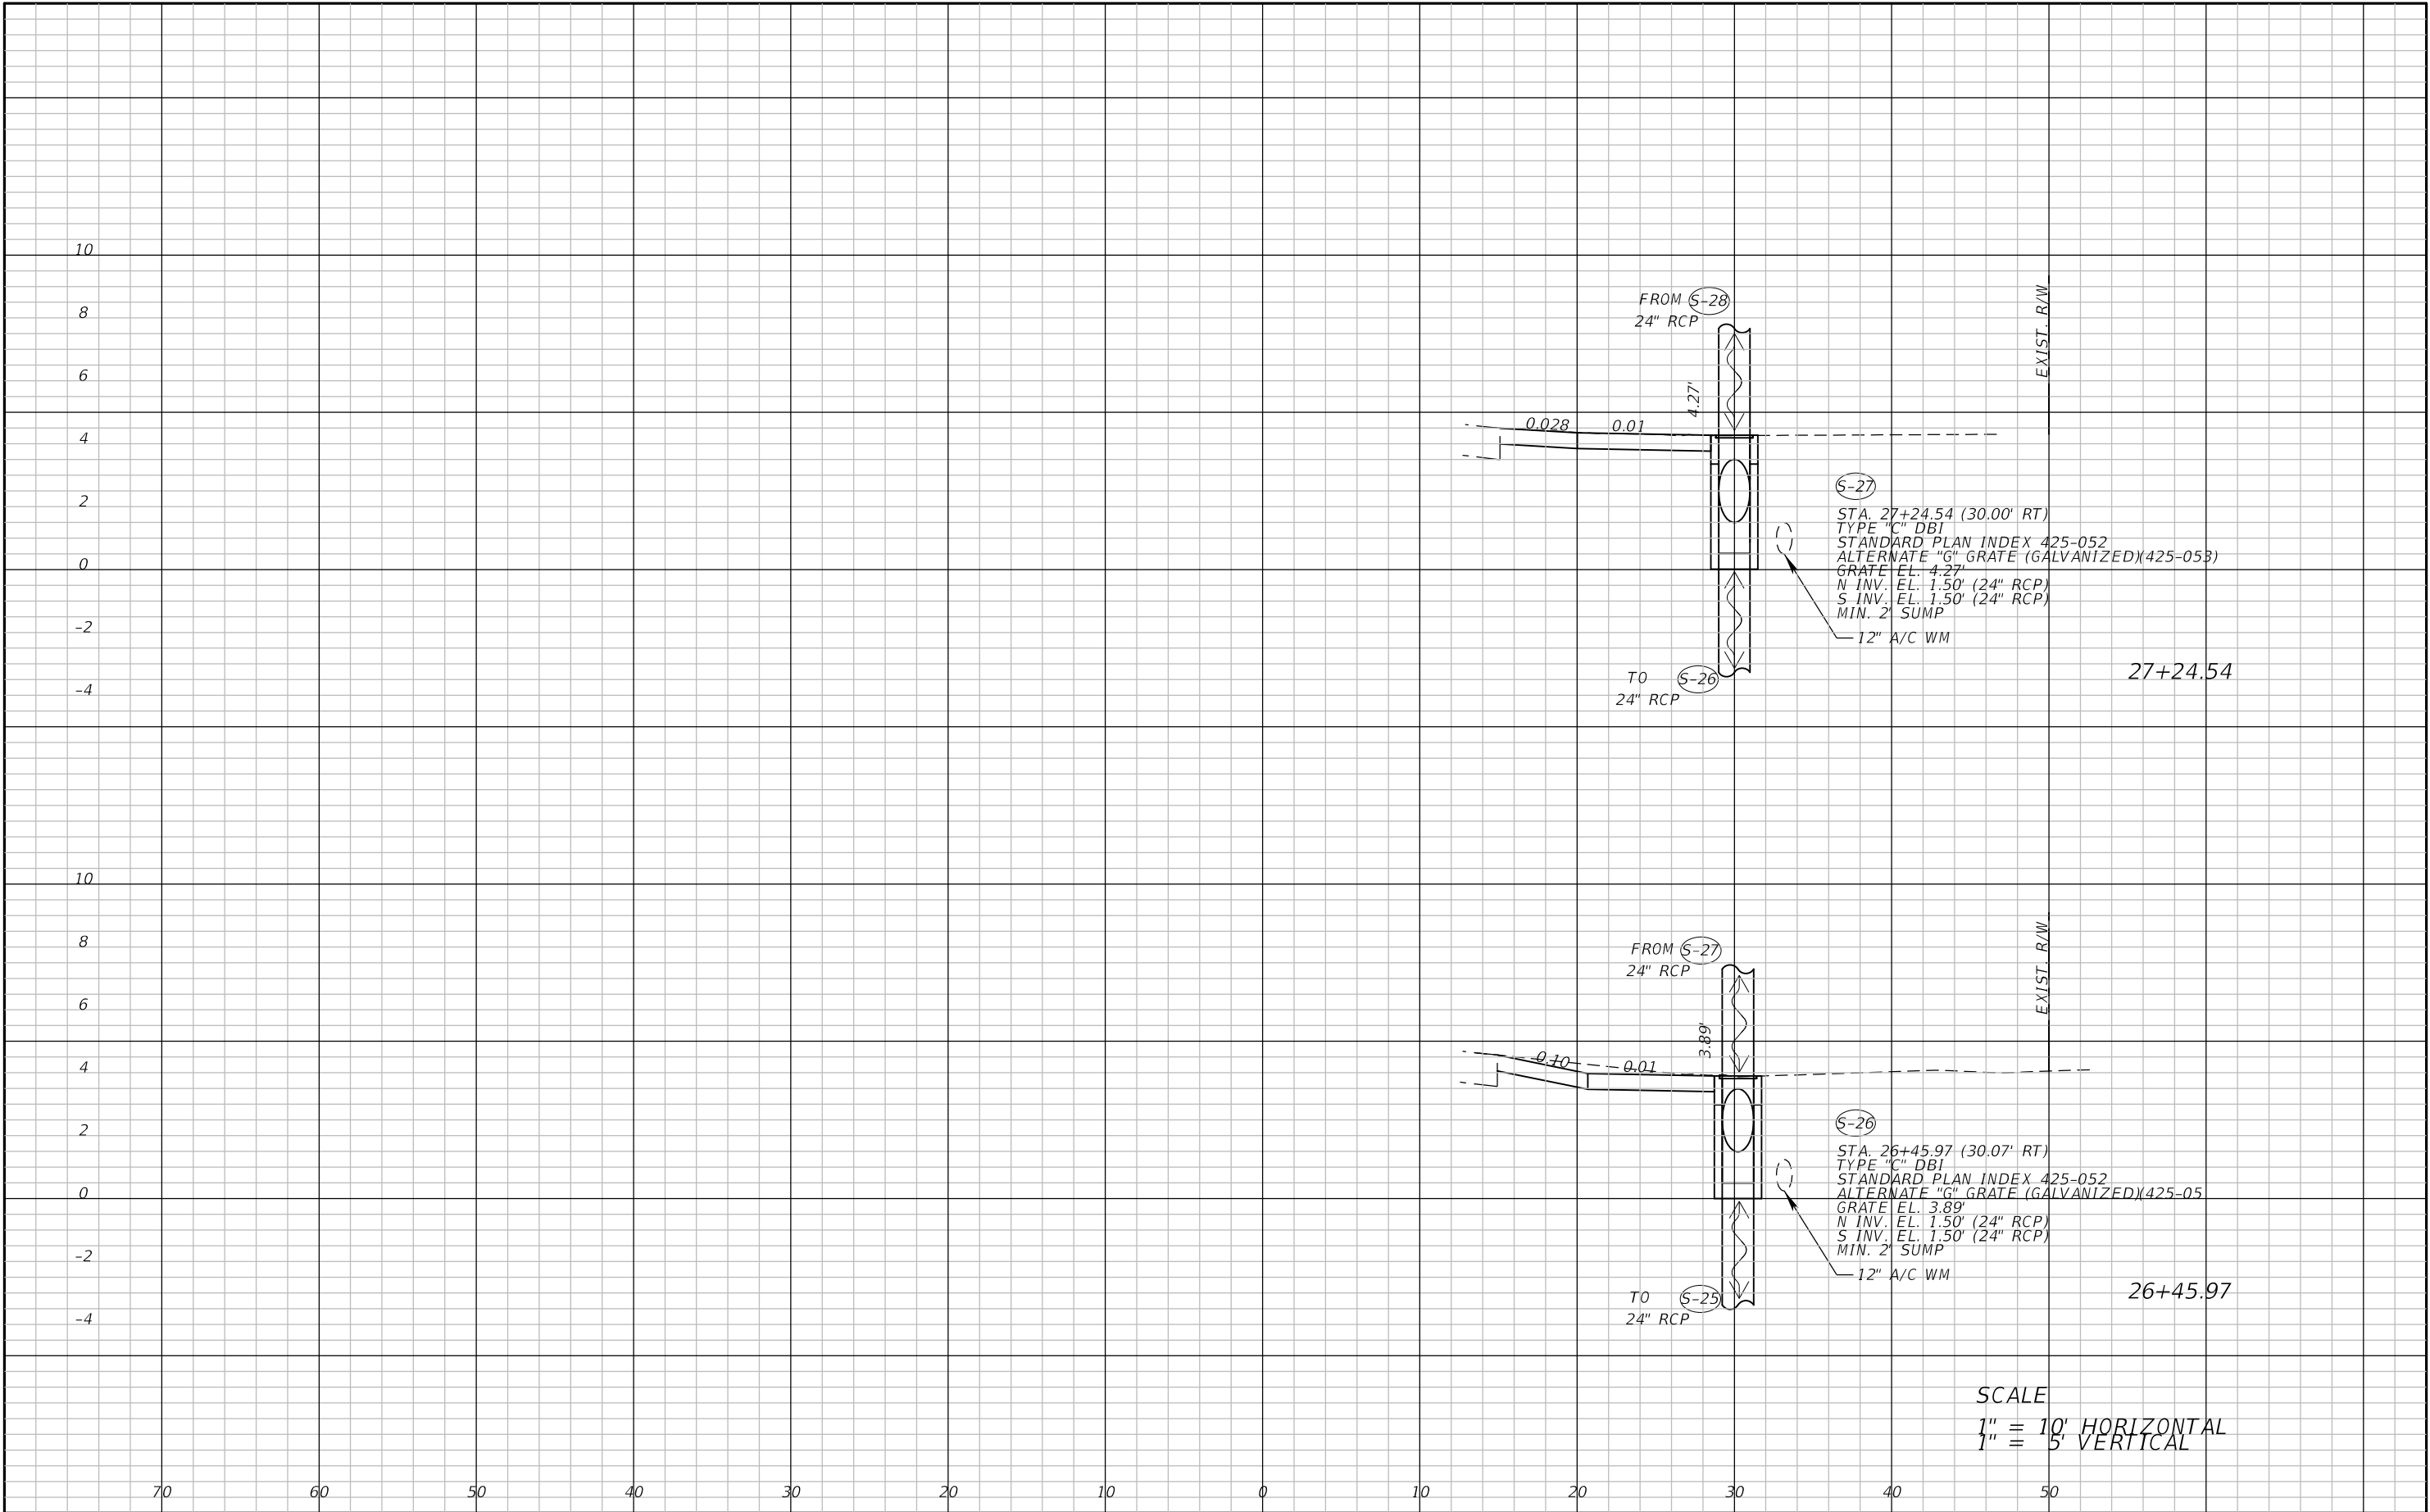 10
8
6
4
2
0
-2
-4
FROM S-28
24" RCP
4.27'
0.028
0.01
EXIST. R/W
S-27
STA. 27+24.54 (30.00' RT)
TYPE "C" DBI
STANDARD PLAN INDEX 425-052
ALTERNATE "G" GRATE (GALVANIZED)(425-053)
GRATE EL. 4.27'
N INV. EL. 1.50' (24" RCP)
S INV. EL. 1.50' (24" RCP)
MIN. 2' SUMP
12" A/C WM
TO S-26
24" RCP
27+24.54
10
8
6
4
2
0
-2
-4
FROM S-27
24" RCP
3.89'
0.10
0.01
EXIST. R/W
S-26
STA. 26+45.97 (30.07' RT)
TYPE "C" DBI
STANDARD PLAN INDEX 425-052
ALTERNATE "G" GRATE (GALVANIZED)(425-05
GRATE EL. 3.89'
N INV. EL. 1.50' (24" RCP)
S INV. EL. 1.50' (24" RCP)
MIN. 2' SUMP
12" A/C WM
TO S-25
24" RCP
26+45.97
SCALE
1" = 10' HORIZONTAL
1" = 5' VERTICAL
70 60 50 40 30 20 10 0 10 20 30 40 50